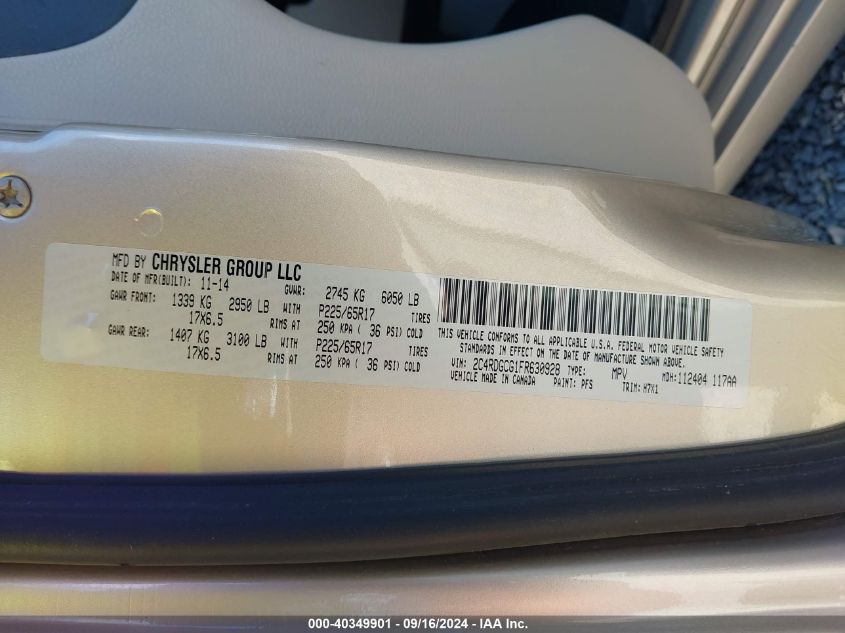 MFD BY CHRYSLER GROUP LLC
DATE OF MFR(BUILT): 11-14 GVWR: 2745 KG 6050 LB
GAWR FRONT: 1339 KG 2950 LB WITH P225/65R17 TIRES
17X6.5 RIMS AT 250 KPA ( 36 PSI) COLD
GAWR REAR: 1407 KG 3100 LB WITH P225/65R17 TIRES
17X6.5 RIMS AT 250 KPA ( 36 PSI) COLD
THIS VEHICLE CONFORMS TO ALL APPLICABLE U.S.A. FEDERAL MOTOR VEHICLE SAFETY
STANDARDS IN EFFECT ON THE DATE OF MANUFACTURE SHOWN ABOVE.
VIN: 2C4RDGCG1FR630928 TYPE: MPV MDH:112404 117AA
VEHICLE MADE IN CANADA PAINT: PFS TRIM: H7X1
000-40349901 - 09/16/2024 - IAA Inc.